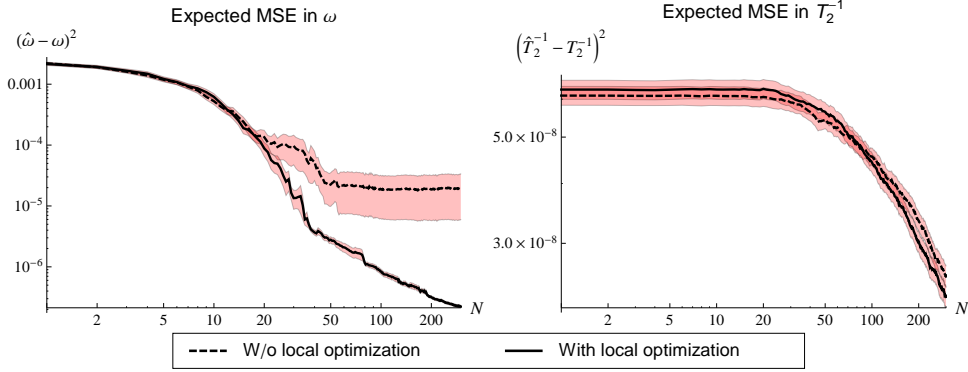 Expected MSE in ω
(ω̂ − ω)²
0.001
10⁻⁴
10⁻⁵
10⁻⁶
2 5 10 20 50 100 200
N
Expected MSE in T₂⁻¹
(T̂₂⁻¹ − T₂⁻¹)²
5.0 × 10⁻⁸
3.0 × 10⁻⁸
2 5 10 20 50 100 200
N
W/o local optimization With local optimization